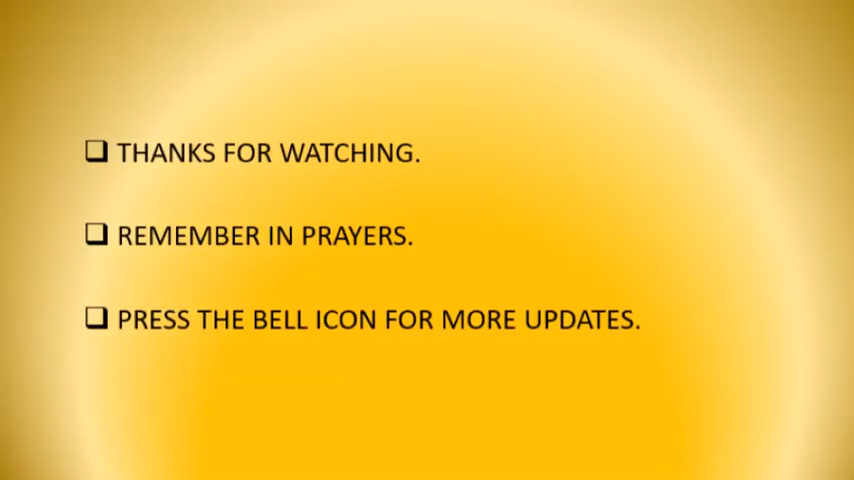 ❑ THANKS FOR WATCHING.
❑ REMEMBER IN PRAYERS.
❑ PRESS THE BELL ICON FOR MORE UPDATES.